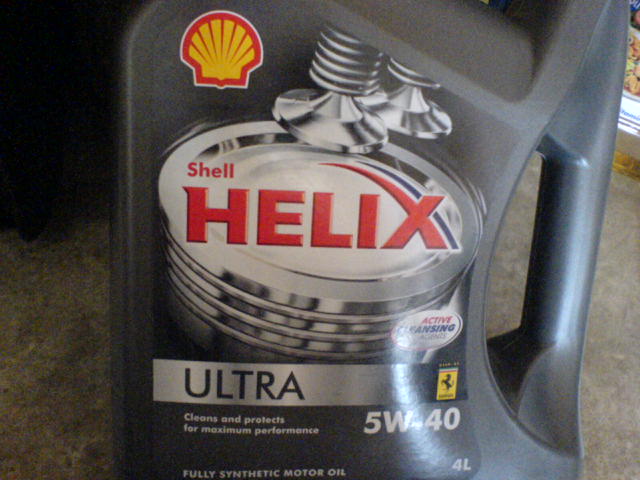 Shell
HELIX
ACTIVE
CLEANSING
AGENTS
ULTRA
Cleans and protects
for maximum performance
5W-40
4L
FULLY SYNTHETIC MOTOR OIL